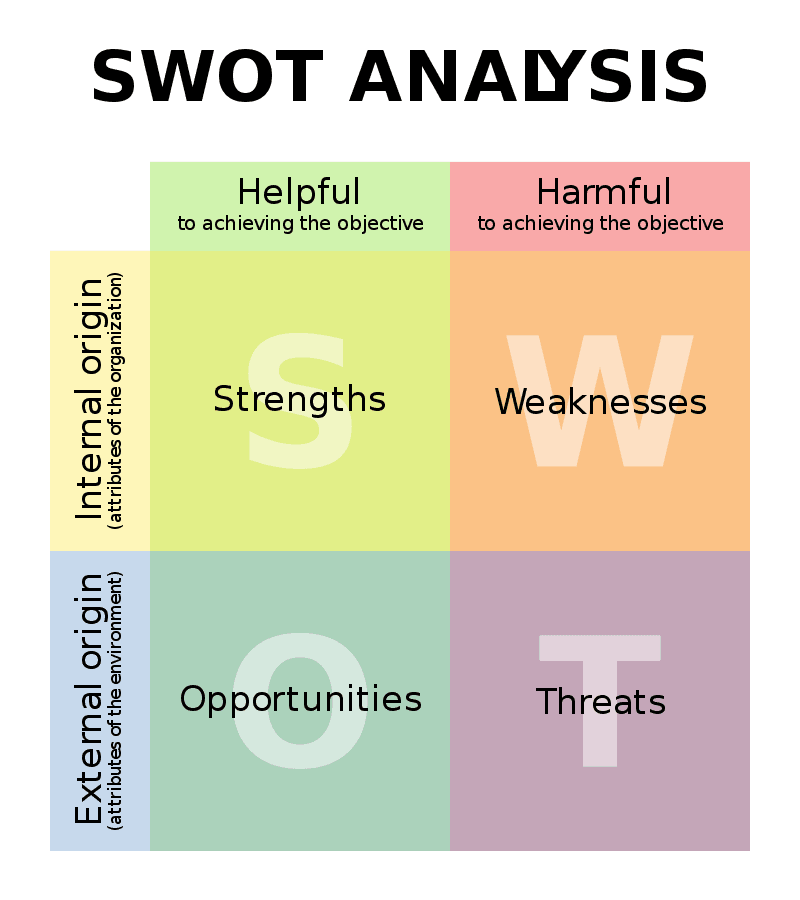 SWOT ANALYSIS
Helpful
to achieving the objective
Harmful
to achieving the objective
Internal origin
(attributes of the organization)
S
Strengths
W
Weaknesses
External origin
(attributes of the environment)
O
Opportunities
T
Threats